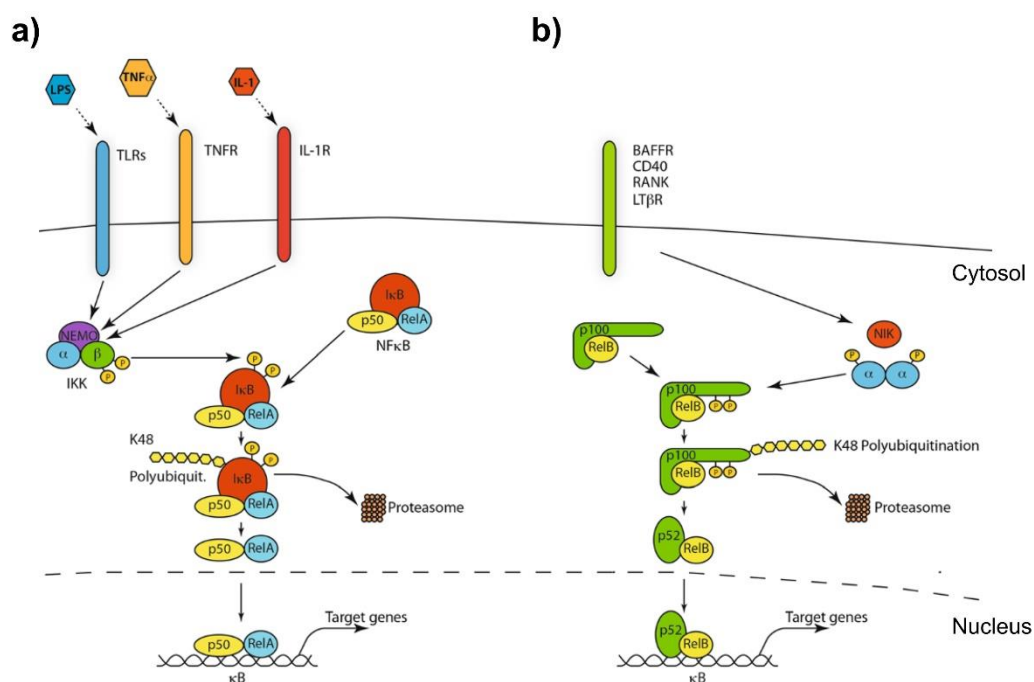 a)
LPS
TNFα
IL-1
TLRs
TNFR
IL-1R
NEMO
α
β
P
P
IKK
IκB
p50
RelA
NFκB
P
P
IκB
p50
RelA
K48
Polyubiquit.
P
P
IκB
p50
RelA
Proteasome
p50
RelA
Target genes
p50
RelA
κB
b)
BAFFR
CD40
RANK
LTβR
Cytosol
NIK
P
P
α
α
p100
RelB
p100
RelB
P
P
p100
RelB
P
P
K48 Polyubiquitination
Proteasome
p52
RelB
Target genes
p52
RelB
κB
Nucleus